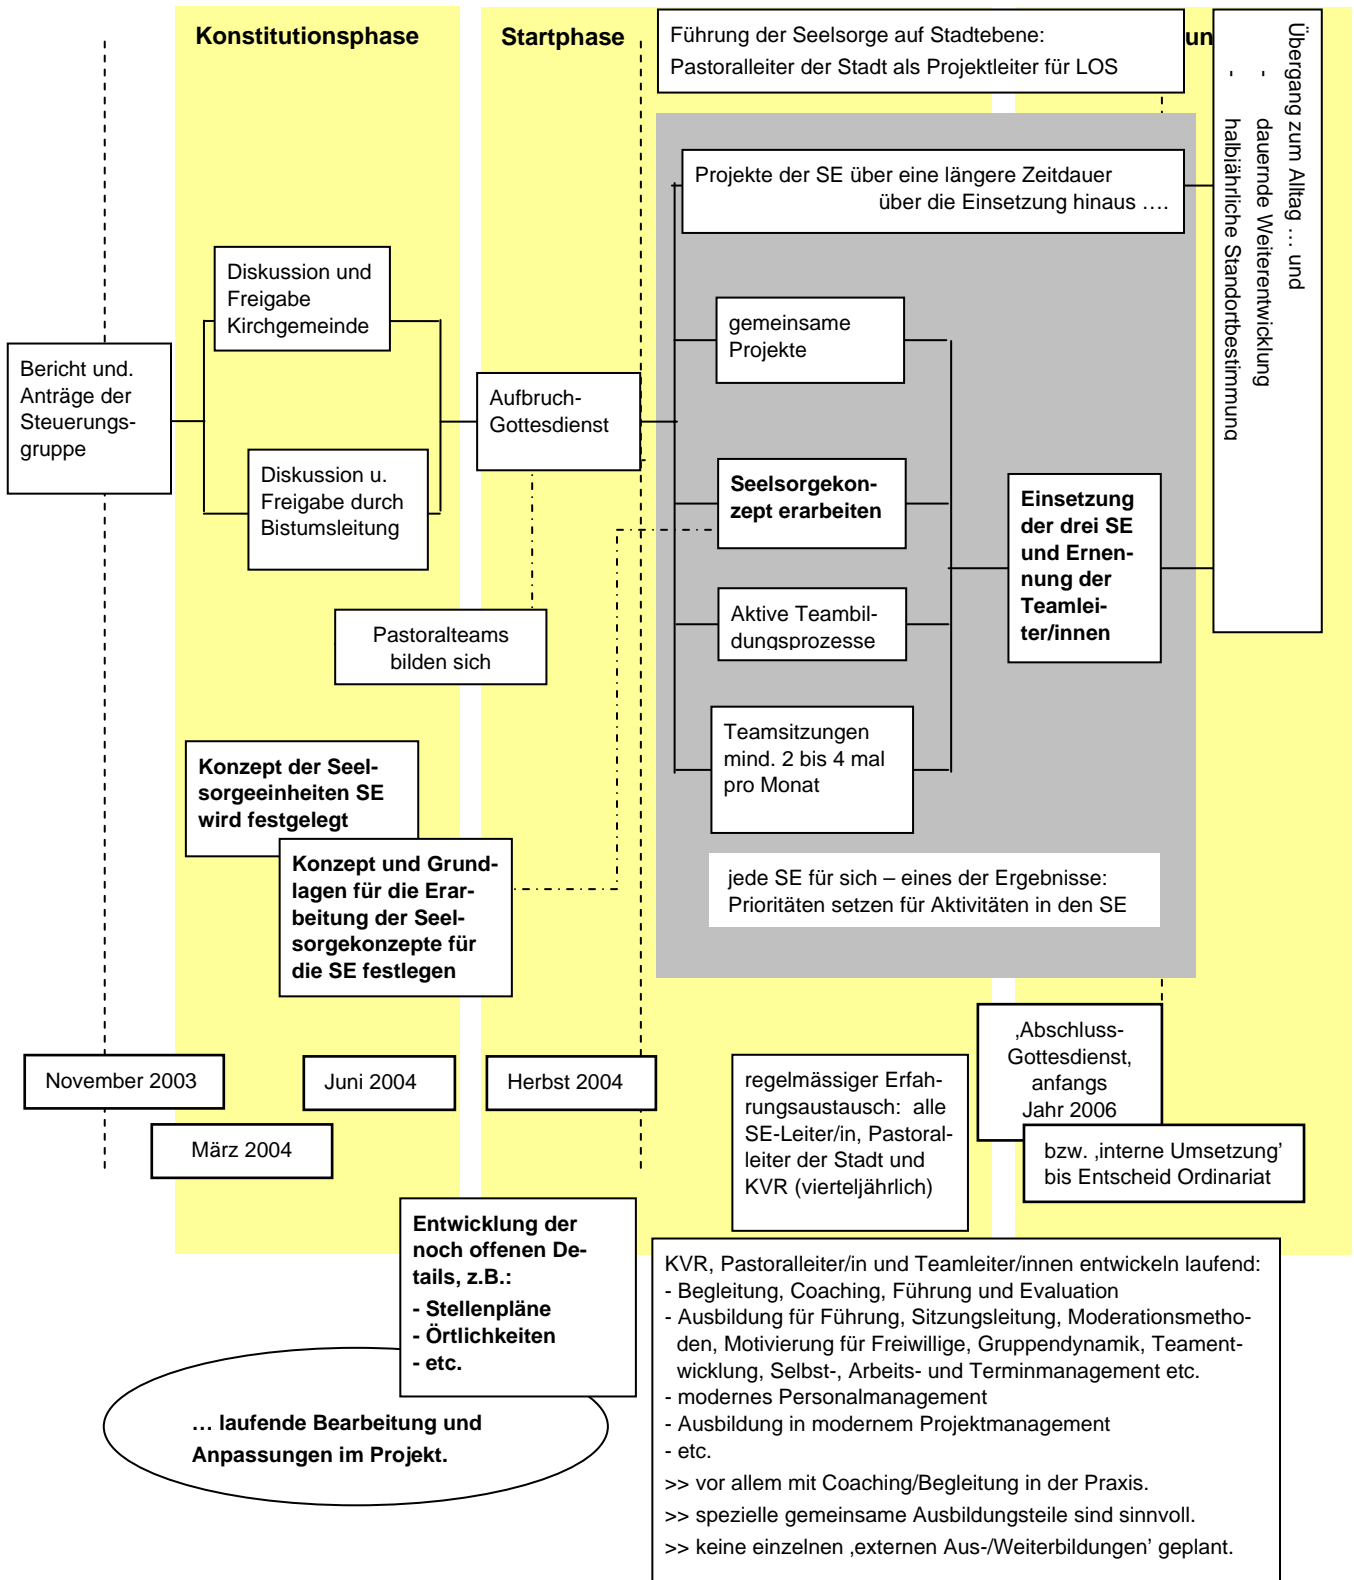 Konstitutionsphase
Startphase
Führung der Seelsorge auf Stadtebene:
Pastoralleiter der Stadt als Projektleiter für LOS
un
Übergang zum Alltag … und
- dauernde Weiterentwicklung
- halbjährliche Standortbestimmung
Projekte der SE über eine längere Zeitdauer
über die Einsetzung hinaus ….
Diskussion und
Freigabe
Kirchgemeinde
gemeinsame
Projekte
Bericht und.
Anträge der
Steuerungs-
gruppe
Aufbruch-
Gottesdienst
Diskussion u.
Freigabe durch
Bistumsleitung
Seelsorgekon-
zept erarbeiten
Einsetzung
der drei SE
und Ernen-
nung der
Teamlei-
ter/innen
Pastoralteams
bilden sich
Aktive Teambil-
dungsprozesse
Teamsitzungen
mind. 2 bis 4 mal
pro Monat
Konzept der Seel-
sorgeeinheiten SE
wird festgelegt
Konzept und Grund-
lagen für die Erar-
beitung der Seel-
sorgekonzepte für
die SE festlegen
jede SE für sich – eines der Ergebnisse:
Prioritäten setzen für Aktivitäten in den SE
November 2003
März 2004
Juni 2004
Herbst 2004
regelmässiger Erfah-
rungsaustausch: alle
SE-Leiter/in, Pastoral-
leiter der Stadt und
KVR (vierteljährlich)
‚Abschluss-
Gottesdienst,
anfangs
Jahr 2006
bzw. ‚interne Umsetzung’
bis Entscheid Ordinariat
Entwicklung der
noch offenen De-
tails, z.B.:
- Stellenpläne
- Örtlichkeiten
- etc.
… laufende Bearbeitung und
Anpassungen im Projekt.
KVR, Pastoralleiter/in und Teamleiter/innen entwickeln laufend:
- Begleitung, Coaching, Führung und Evaluation
- Ausbildung für Führung, Sitzungsleitung, Moderationsmetho-
den, Motivierung für Freiwillige, Gruppendynamik, Teament-
wicklung, Selbst-, Arbeits- und Terminmanagement etc.
- modernes Personalmanagement
- Ausbildung in modernem Projektmanagement
- etc.
>> vor allem mit Coaching/Begleitung in der Praxis.
>> spezielle gemeinsame Ausbildungsteile sind sinnvoll.
>> keine einzelnen ‚externen Aus-/Weiterbildungen’ geplant.